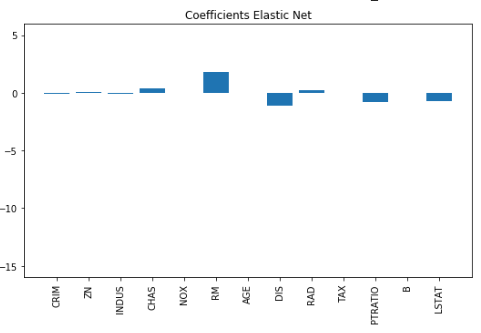 Coefficients Elastic Net
5
0
−5
−10
−15
CRIM
ZN
INDUS
CHAS
NOX
RM
AGE
DIS
RAD
TAX
PTRATIO
B
LSTAT